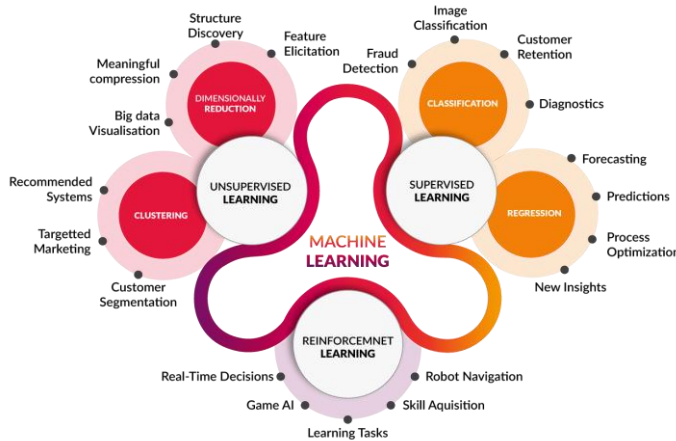 Structure
Discovery
Feature
Elicitation
Meaningful
compression
DIMENSIONALLY
REDUCTION
Big data
Visualisation
UNSUPERVISED
LEARNING
Recommended
Systems
CLUSTERING
Targetted
Marketing
Customer
Segmentation
Image
Classification
Customer
Retention
Fraud
Detection
CLASSIFICATION
Diagnostics
SUPERVISED
LEARNING
Forecasting
Predictions
REGRESSION
Process
Optimization
New Insights
MACHINE
LEARNING
REINFORCEMNET
LEARNING
Real-Time Decisions
Robot Navigation
Game AI
Skill Aquisition
Learning Tasks